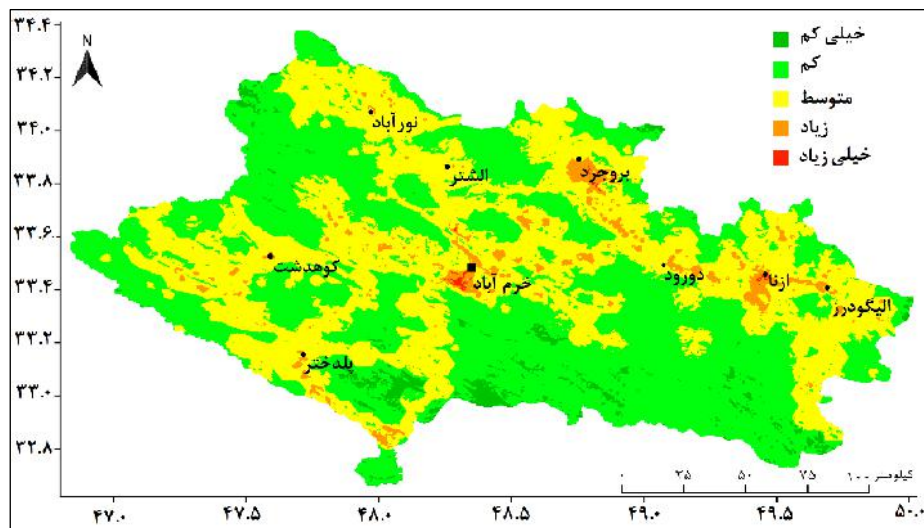 N
خیلی کم
کم
متوسط
زیاد
خیلی زیاد
نورآباد
الشتر
بروجرد
کوهدشت
خرم آباد
دورود
ازنا
الیگودرز
پلدختر
۳۴.۴
۳۴.۲
۳۴.۰
۳۳.۸
۳۳.۶
۳۳.۴
۳۳.۲
۳۳.۰
۳۲.۸
۰ ۲۵ ۵۰ ۷۵ ۱۰۰ کیلومتر
۴۷.۰ ۴۷.۵ ۴۸.۰ ۴۸.۵ ۴۹.۰ ۴۹.۵ ۵۰.۰